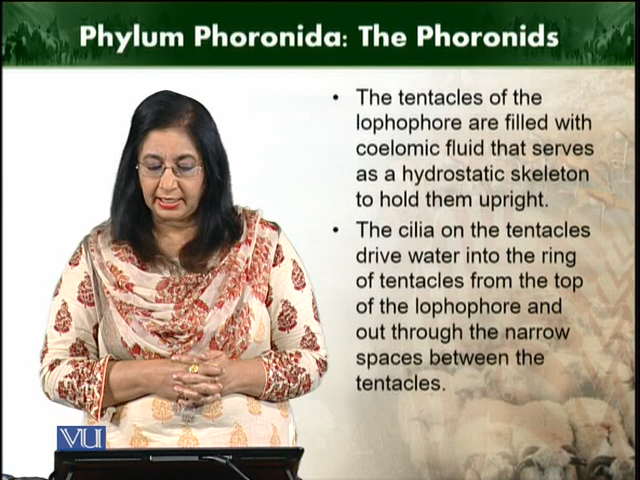 Phylum Phoronida: The Phoronids
• The tentacles of the
lophophore are filled with
coelomic fluid that serves
as a hydrostatic skeleton
to hold them upright.
• The cilia on the tentacles
drive water into the ring
of tentacles from the top
of the lophophore and
out through the narrow
spaces between the
tentacles.
VU